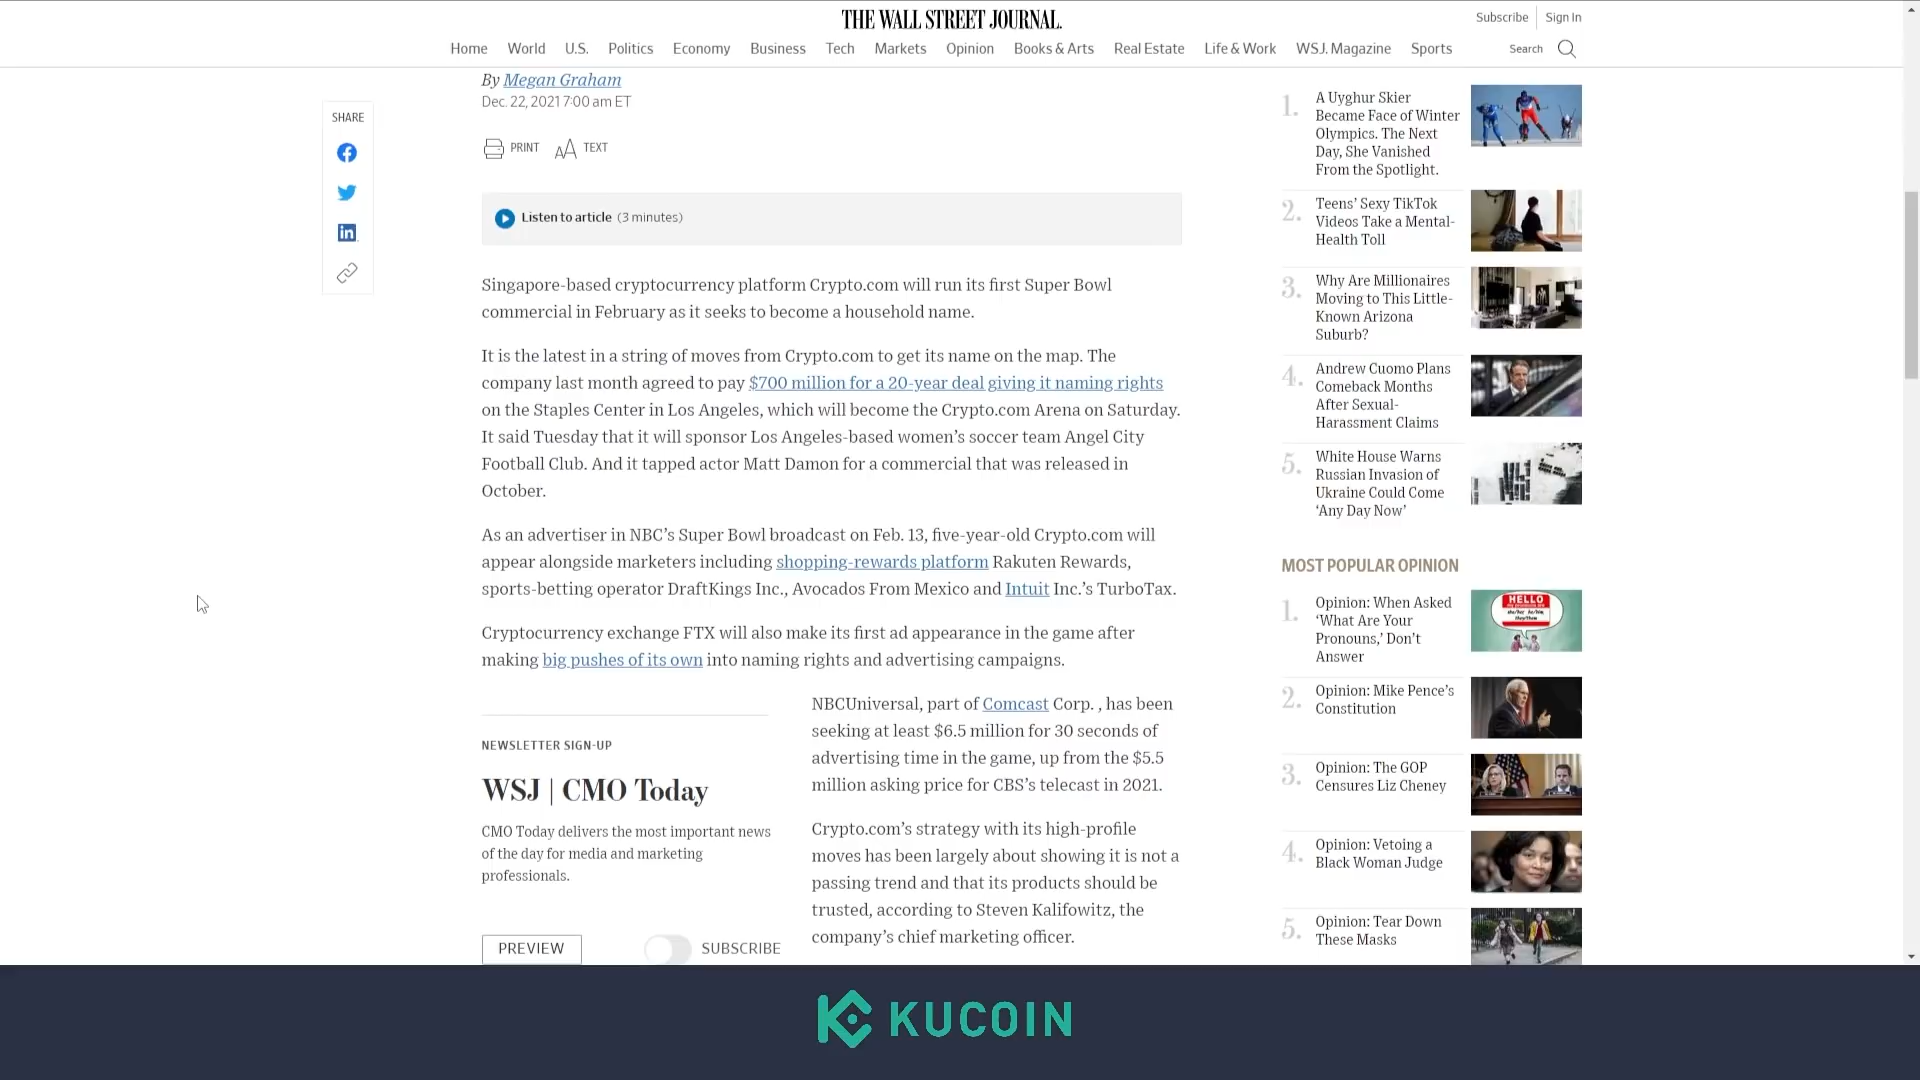 THE WALL STREET JOURNAL.
Subscribe
Sign In
Home World U.S. Politics Economy Business Tech Markets Opinion Books & Arts Real Estate Life & Work WSJ. Magazine Sports
Search
By Megan Graham
Dec. 22, 2021 7:00 am ET
SHARE
PRINT
TEXT
Listen to article (3 minutes)
Singapore-based cryptocurrency platform Crypto.com will run its first Super Bowl
commercial in February as it seeks to become a household name.
It is the latest in a string of moves from Crypto.com to get its name on the map. The
company last month agreed to pay $700 million for a 20-year deal giving it naming rights
on the Staples Center in Los Angeles, which will become the Crypto.com Arena on Saturday.
It said Tuesday that it will sponsor Los Angeles-based women’s soccer team Angel City
Football Club. And it tapped actor Matt Damon for a commercial that was released in
October.
As an advertiser in NBC’s Super Bowl broadcast on Feb. 13, five-year-old Crypto.com will
appear alongside marketers including shopping-rewards platform Rakuten Rewards,
sports-betting operator DraftKings Inc., Avocados From Mexico and Intuit Inc.’s TurboTax.
Cryptocurrency exchange FTX will also make its first ad appearance in the game after
making big pushes of its own into naming rights and advertising campaigns.
NEWSLETTER SIGN-UP
WSJ | CMO Today
CMO Today delivers the most important news
of the day for media and marketing
professionals.
PREVIEW
SUBSCRIBE
NBCUniversal, part of Comcast Corp. , has been
seeking at least $6.5 million for 30 seconds of
advertising time in the game, up from the $5.5
million asking price for CBS’s telecast in 2021.
Crypto.com’s strategy with its high-profile
moves has been largely about showing it is not a
passing trend and that its products should be
trusted, according to Steven Kalifowitz, the
company’s chief marketing officer.
1.
A Uyghur Skier
Became Face of Winter
Olympics. The Next
Day, She Vanished
From the Spotlight.
2.
Teens’ Sexy TikTok
Videos Take a Mental-
Health Toll
3.
Why Are Millionaires
Moving to This Little-
Known Arizona
Suburb?
4.
Andrew Cuomo Plans
Comeback Months
After Sexual-
Harassment Claims
5.
White House Warns
Russian Invasion of
Ukraine Could Come
‘Any Day Now’
MOST POPULAR OPINION
1.
Opinion: When Asked
‘What Are Your
Pronouns,’ Don’t
Answer
HELLO
2.
Opinion: Mike Pence’s
Constitution
3.
Opinion: The GOP
Censures Liz Cheney
4.
Opinion: Vetoing a
Black Woman Judge
5.
Opinion: Tear Down
These Masks
KUCOIN